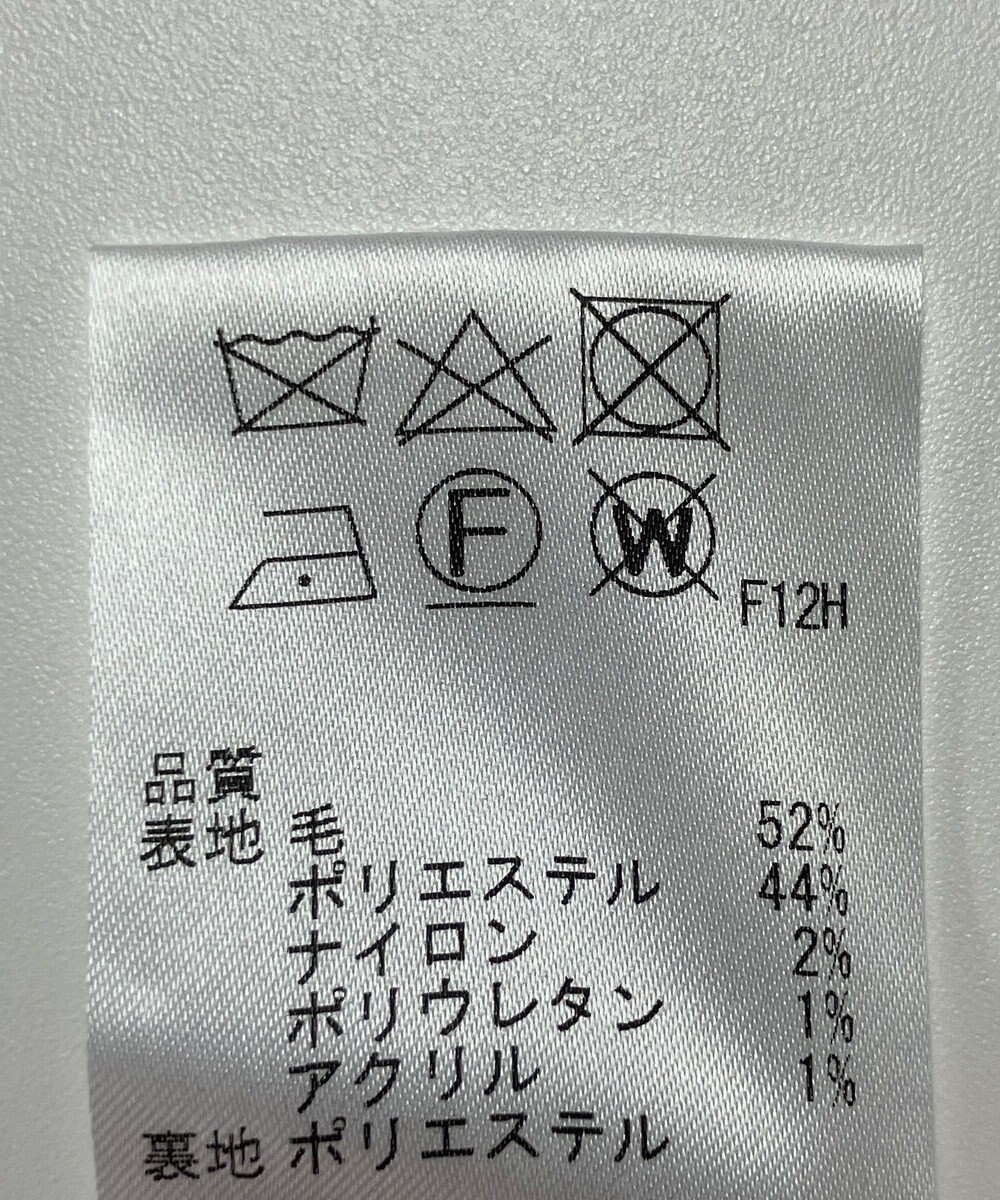 F W
F12H
品質
表地 毛 52%
ポリエステル 44%
ナイロン 2%
ポリウレタン 1%
アクリル 1%
裏地 ポリエステル